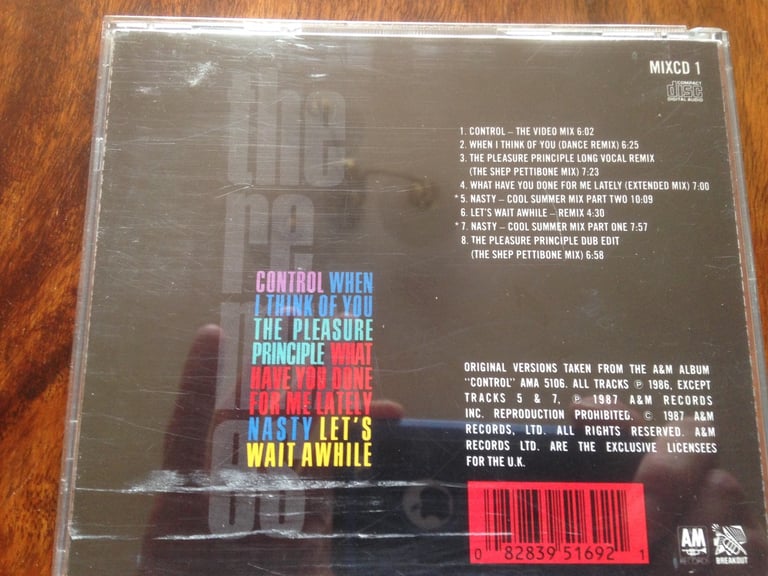 MIXCD 1
COMPACT
disc
DIGITAL AUDIO
1. CONTROL – THE VIDEO MIX 6:02
2. WHEN I THINK OF YOU (DANCE REMIX) 6:25
3. THE PLEASURE PRINCIPLE LONG VOCAL REMIX
(THE SHEP PETTIBONE MIX) 7:23
4. WHAT HAVE YOU DONE FOR ME LATELY (EXTENDED MIX) 7:00
*5. NASTY – COOL SUMMER MIX PART TWO 10:09
6. LET'S WAIT AWHILE – REMIX 4:30
*7. NASTY – COOL SUMMER MIX PART ONE 7:57
8. THE PLEASURE PRINCIPLE DUB EDIT
(THE SHEP PETTIBONE MIX) 6:58
the
re
CONTROL WHEN
I THINK OF YOU
THE PLEASURE
PRINCIPLE WHAT
HAVE YOU DONE
FOR ME LATELY
NASTY LET'S
WAIT AWHILE
ORIGINAL VERSIONS TAKEN FROM THE A&M ALBUM
"CONTROL" AMA 5106. ALL TRACKS ℗ 1986, EXCEPT
TRACKS 5 & 7, ℗ 1987 A&M RECORDS
INC. REPRODUCTION PROHIBITED. © 1987 A&M
RECORDS, LTD. ALL RIGHTS RESERVED. A&M
RECORDS LTD. ARE THE EXCLUSIVE LICENSEES
FOR THE U.K.
0 82839 51692 1
AM
RECORDS
BREAKOUT